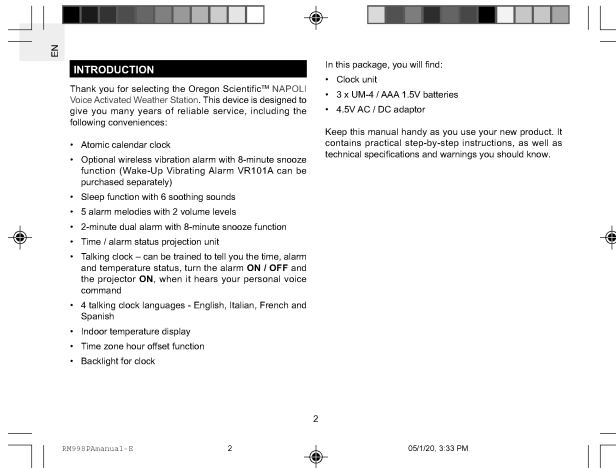 EN
INTRODUCTION
Thank you for selecting the Oregon Scientific™ NAPOLI
Voice Activated Weather Station. This device is designed to
give you many years of reliable service, including the
following conveniences:
• Atomic calendar clock
• Optional wireless vibration alarm with 8-minute snooze
function (Wake-Up Vibrating Alarm VR101A can be
purchased separately)
• Sleep function with 6 soothing sounds
• 5 alarm melodies with 2 volume levels
• 2-minute dual alarm with 8-minute snooze function
• Time / alarm status projection unit
• Talking clock – can be trained to tell you the time, alarm
and temperature status, turn the alarm ON / OFF and
the projector ON, when it hears your personal voice
command
• 4 talking clock languages - English, Italian, French and
Spanish
• Indoor temperature display
• Time zone hour offset function
• Backlight for clock
In this package, you will find:
• Clock unit
• 3 x UM-4 / AAA 1.5V batteries
• 4.5V AC / DC adaptor
Keep this manual handy as you use your new product. It
contains practical step-by-step instructions, as well as
technical specifications and warnings you should know.
2
RM998PAmanual-E 2 05/1/20, 3:33 PM